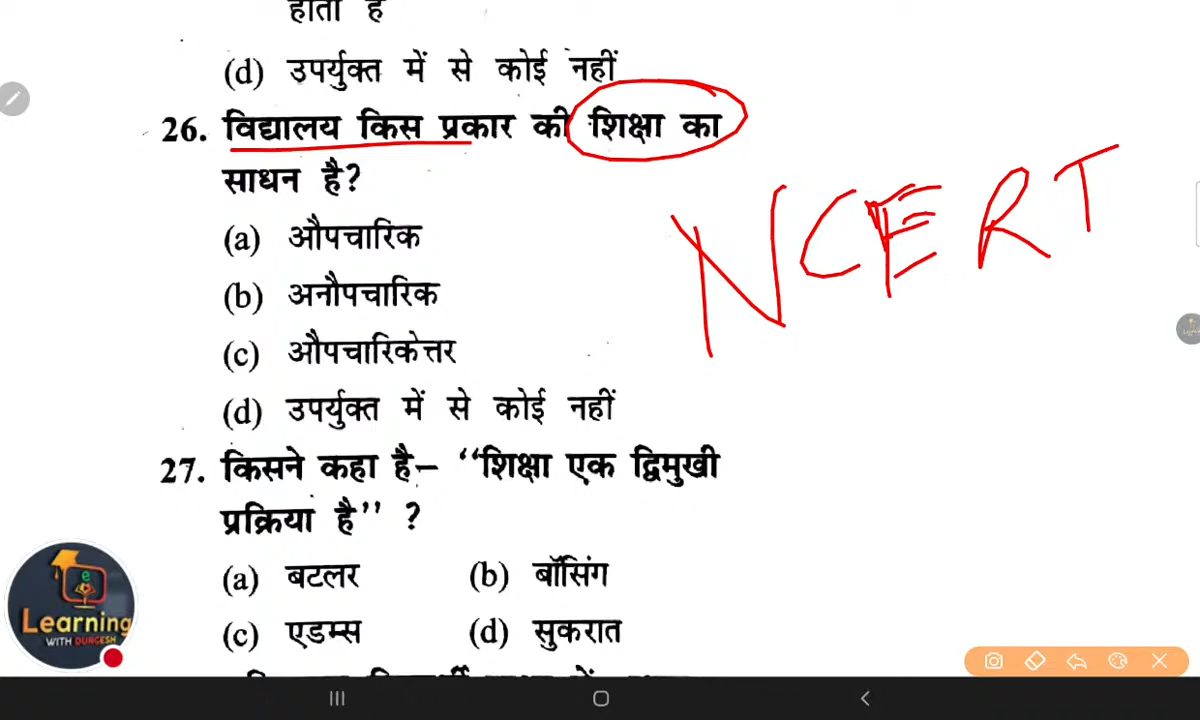 होता है
(d) उपर्युक्त में से कोई नहीं
26. विद्यालय किस प्रकार की शिक्षा का
साधन है?
(a) औपचारिक
(b) अनौपचारिक
(c) औपचारिकेत्तर
(d) उपर्युक्त में से कोई नहीं
NCERT
27. किसने कहा है– ‘‘शिक्षा एक द्विमुखी
प्रक्रिया है’’ ?
(a) बटलर (b) बॉसिंग
(c) एडम्स (d) सुकरात
e
Learning
WITH DURGESH